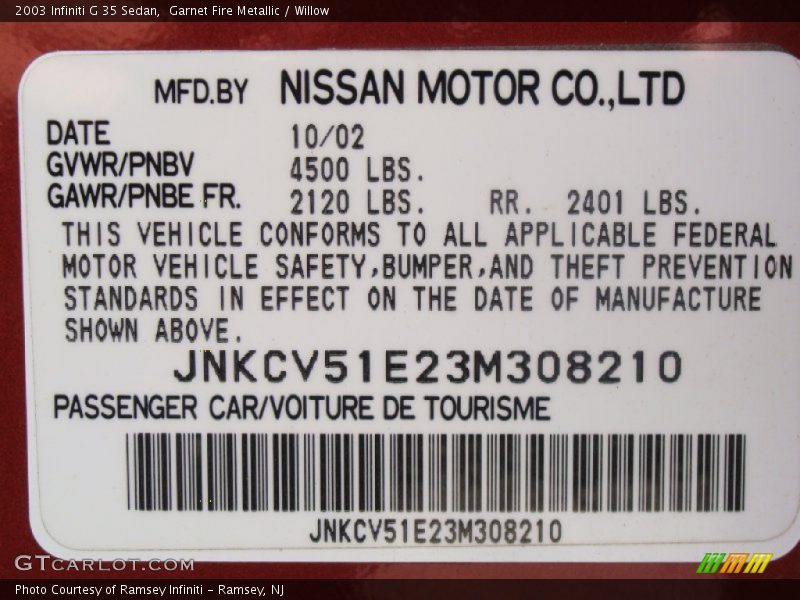 2003 Infiniti G 35 Sedan,  Garnet Fire Metallic / Willow
MFD.BY NISSAN MOTOR CO.,LTD
DATE 10/02
GVWR/PNBV 4500 LBS.
GAWR/PNBE FR. 2120 LBS. RR. 2401 LBS.
THIS VEHICLE CONFORMS TO ALL APPLICABLE FEDERAL
MOTOR VEHICLE SAFETY,BUMPER,AND THEFT PREVENTION
STANDARDS IN EFFECT ON THE DATE OF MANUFACTURE
SHOWN ABOVE.
JNKCV51E23M308210
PASSENGER CAR/VOITURE DE TOURISME
JNKCV51E23M308210
GTCARLOT.COM
Photo Courtesy of Ramsey Infiniti – Ramsey, NJ